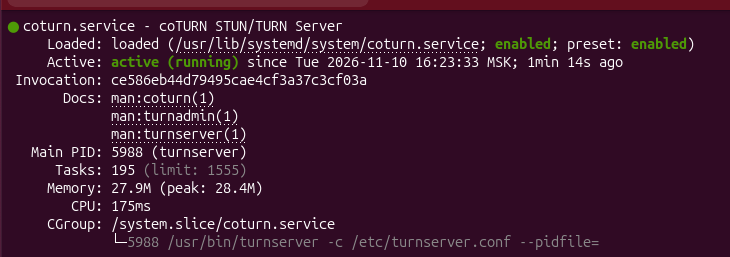 ● coturn.service - coTURN STUN/TURN Server
Loaded: loaded (/usr/lib/systemd/system/coturn.service; enabled; preset: enabled)
Active: active (running) since Tue 2026-11-10 16:23:33 MSK; 1min 14s ago
Invocation: ce586eb44d79495cae4cf3a37c3cf03a
Docs: man:coturn(1)
man:turnadmin(1)
man:turnserver(1)
Main PID: 5988 (turnserver)
Tasks: 195 (limit: 1555)
Memory: 27.9M (peak: 28.4M)
CPU: 175ms
CGroup: /system.slice/coturn.service
└─5988 /usr/bin/turnserver -c /etc/turnserver.conf --pidfile=